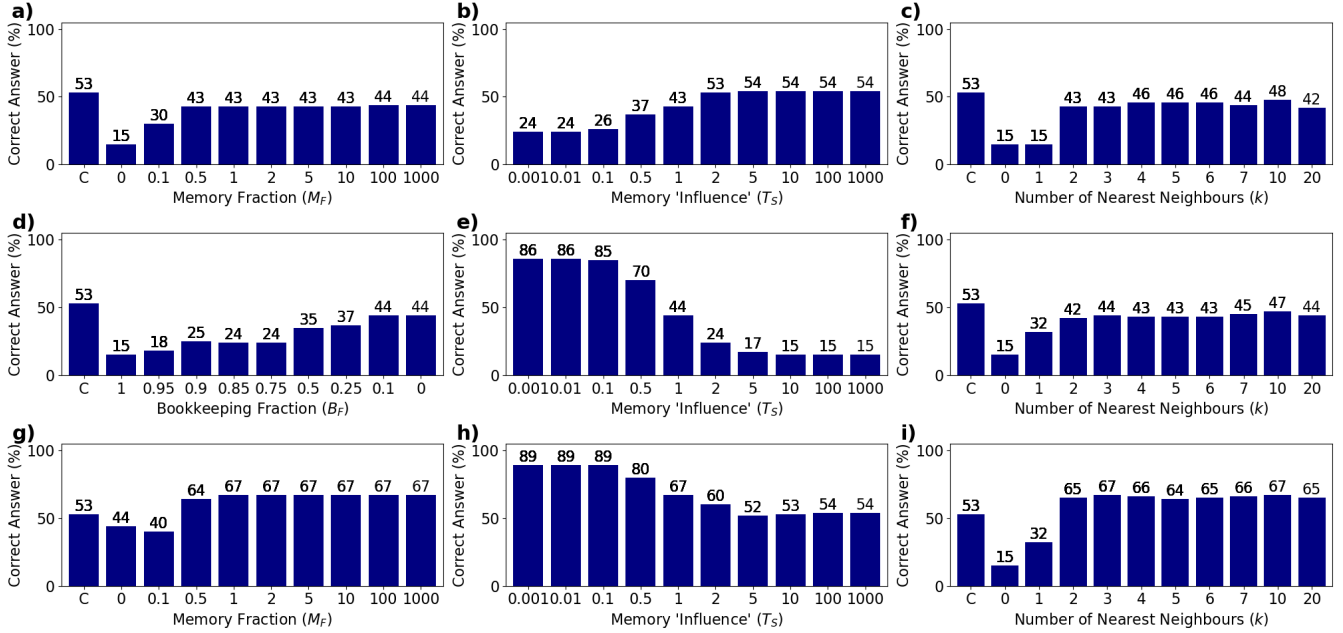 a)
Correct Answer (%)
100
50
0
53 15 30 43 43 43 43 43 44 44
C 0 0.1 0.5 1 2 5 10 100 1000
Memory Fraction (M_F)
b)
Correct Answer (%)
100
50
0
24 24 26 37 43 53 54 54 54 54
0.001 0.01 0.1 0.5 1 2 5 10 100 1000
Memory 'Influence' (T_S)
c)
Correct Answer (%)
100
50
0
53 15 15 43 43 46 46 46 44 48 42
C 0 1 2 3 4 5 6 7 10 20
Number of Nearest Neighbours (k)
d)
Correct Answer (%)
100
50
0
53 15 18 25 24 24 35 37 44 44
C 1 0.95 0.9 0.85 0.75 0.5 0.25 0.1 0
Bookkeeping Fraction (B_F)
e)
Correct Answer (%)
100
50
0
86 86 85 70 44 24 17 15 15 15
0.001 0.01 0.1 0.5 1 2 5 10 100 1000
Memory 'Influence' (T_S)
f)
Correct Answer (%)
100
50
0
53 15 32 42 44 43 43 43 45 47 44
C 0 1 2 3 4 5 6 7 10 20
Number of Nearest Neighbours (k)
g)
Correct Answer (%)
100
50
0
53 44 40 64 67 67 67 67 67 67
C 0 0.1 0.5 1 2 5 10 100 1000
Memory Fraction (M_F)
h)
Correct Answer (%)
100
50
0
89 89 89 80 67 60 52 53 54 54
0.001 0.01 0.1 0.5 1 2 5 10 100 1000
Memory 'Influence' (T_S)
i)
Correct Answer (%)
100
50
0
53 15 32 65 67 66 64 65 66 67 65
C 0 1 2 3 4 5 6 7 10 20
Number of Nearest Neighbours (k)